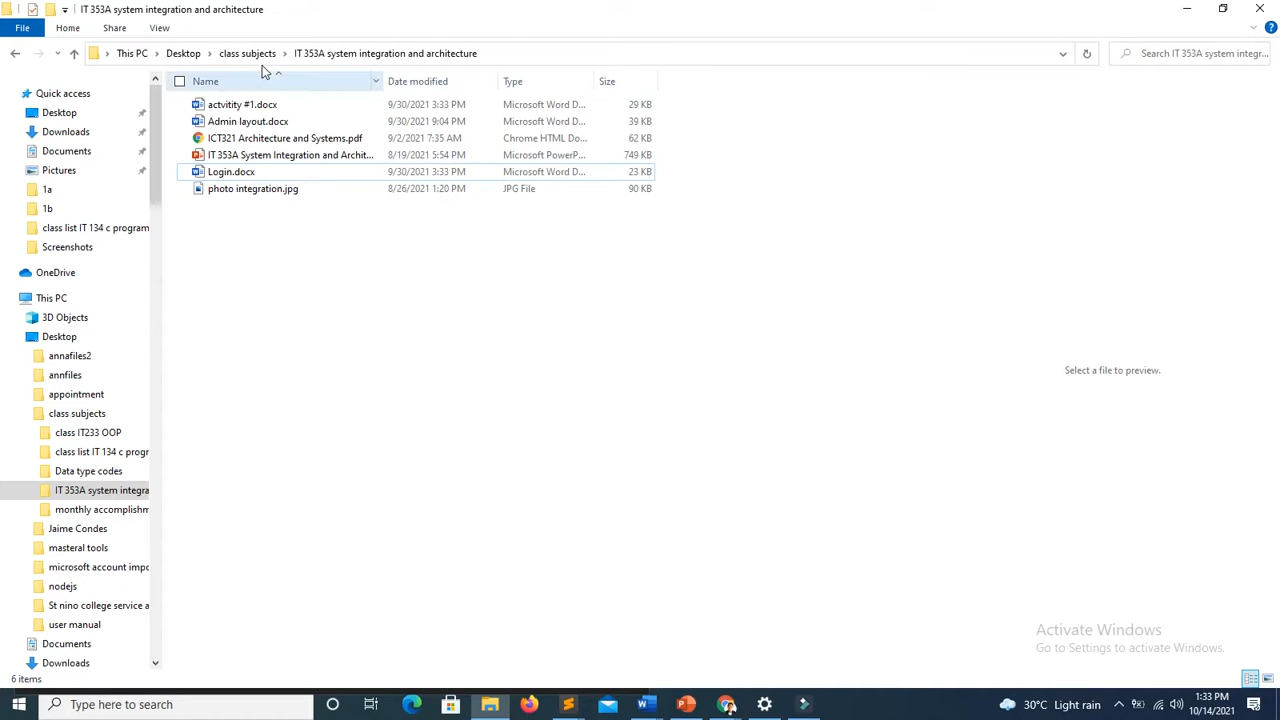 IT 353A system integration and architecture
File
Home
Share
View
This PC
Desktop
class subjects
IT 353A system integration and architecture
Search IT 353A system integr...
Name
Date modified
Type
Size
actvitity #1.docx
9/30/2021 3:33 PM
Microsoft Word D...
29 KB
Admin layout.docx
9/30/2021 9:04 PM
Microsoft Word D...
39 KB
ICT321 Architecture and Systems.pdf
9/2/2021 7:35 AM
Chrome HTML Do...
62 KB
IT 353A System Integration and Archit...
8/19/2021 5:54 PM
Microsoft PowerP...
749 KB
Login.docx
9/30/2021 3:33 PM
Microsoft Word D...
23 KB
photo integration.jpg
8/26/2021 1:20 PM
JPG File
90 KB
Quick access
Desktop
Downloads
Documents
Pictures
1a
1b
class list IT 134 c program
Screenshots
OneDrive
This PC
3D Objects
Desktop
annafiles2
annfiles
appointment
class subjects
class IT233 OOP
class list IT 134 c progr
Data type codes
IT 353A system integra
monthly accomplishm
Jaime Condes
masteral tools
microsoft account impo
nodejs
St nino college service a
user manual
Documents
Downloads
Select a file to preview.
Activate Windows
Go to Settings to activate Windows.
6 items
Type here to search
30°C Light rain
1:33 PM
10/14/2021